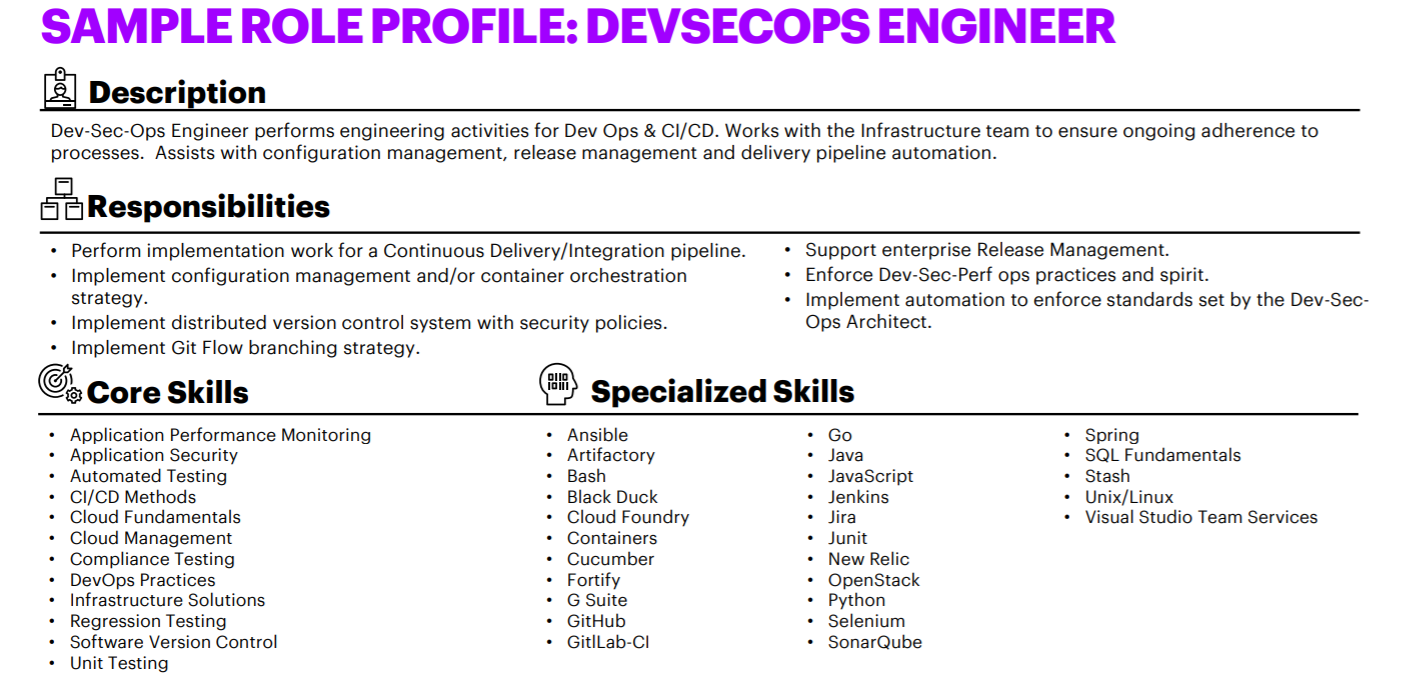 SAMPLE ROLE PROFILE: DEVSECOPS ENGINEER
Description
Dev-Sec-Ops Engineer performs engineering activities for Dev Ops & CI/CD. Works with the Infrastructure team to ensure ongoing adherence to
processes.  Assists with configuration management, release management and delivery pipeline automation.
Responsibilities
• Perform implementation work for a Continuous Delivery/Integration pipeline.
• Implement configuration management and/or container orchestration
strategy.
• Implement distributed version control system with security policies.
• Implement Git Flow branching strategy.
• Support enterprise Release Management.
• Enforce Dev-Sec-Perf ops practices and spirit.
• Implement automation to enforce standards set by the Dev-Sec-
Ops Architect.
Core Skills
• Application Performance Monitoring
• Application Security
• Automated Testing
• CI/CD Methods
• Cloud Fundamentals
• Cloud Management
• Compliance Testing
• DevOps Practices
• Infrastructure Solutions
• Regression Testing
• Software Version Control
• Unit Testing
Specialized Skills
• Ansible
• Artifactory
• Bash
• Black Duck
• Cloud Foundry
• Containers
• Cucumber
• Fortify
• G Suite
• GitHub
• GitlLab-CI
• Go
• Java
• JavaScript
• Jenkins
• Jira
• Junit
• New Relic
• OpenStack
• Python
• Selenium
• SonarQube
• Spring
• SQL Fundamentals
• Stash
• Unix/Linux
• Visual Studio Team Services